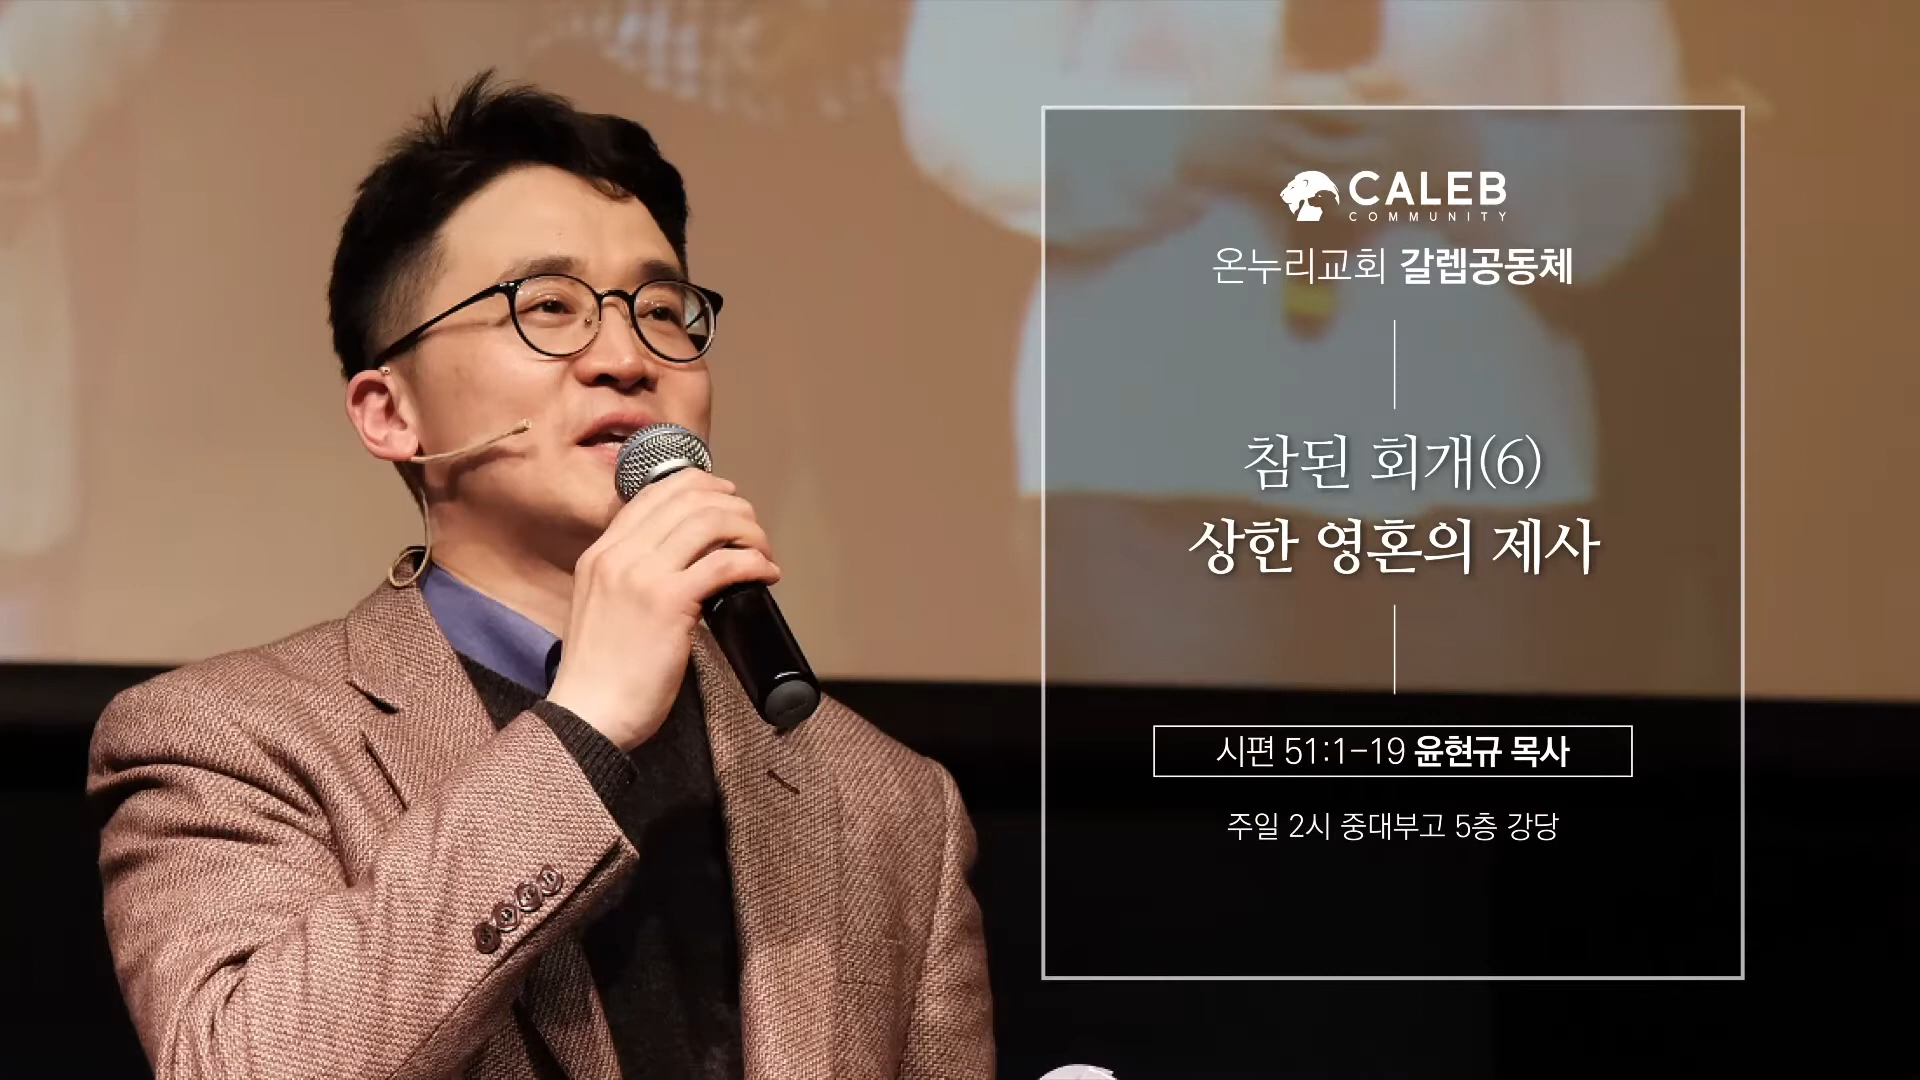 CALEB
COMMUNITY
온누리교회 갈렙공동체
참된 회개(6)
상한 영혼의 제사
시편 51:1-19 윤현규 목사
주일 2시 중대부고 5층 강당